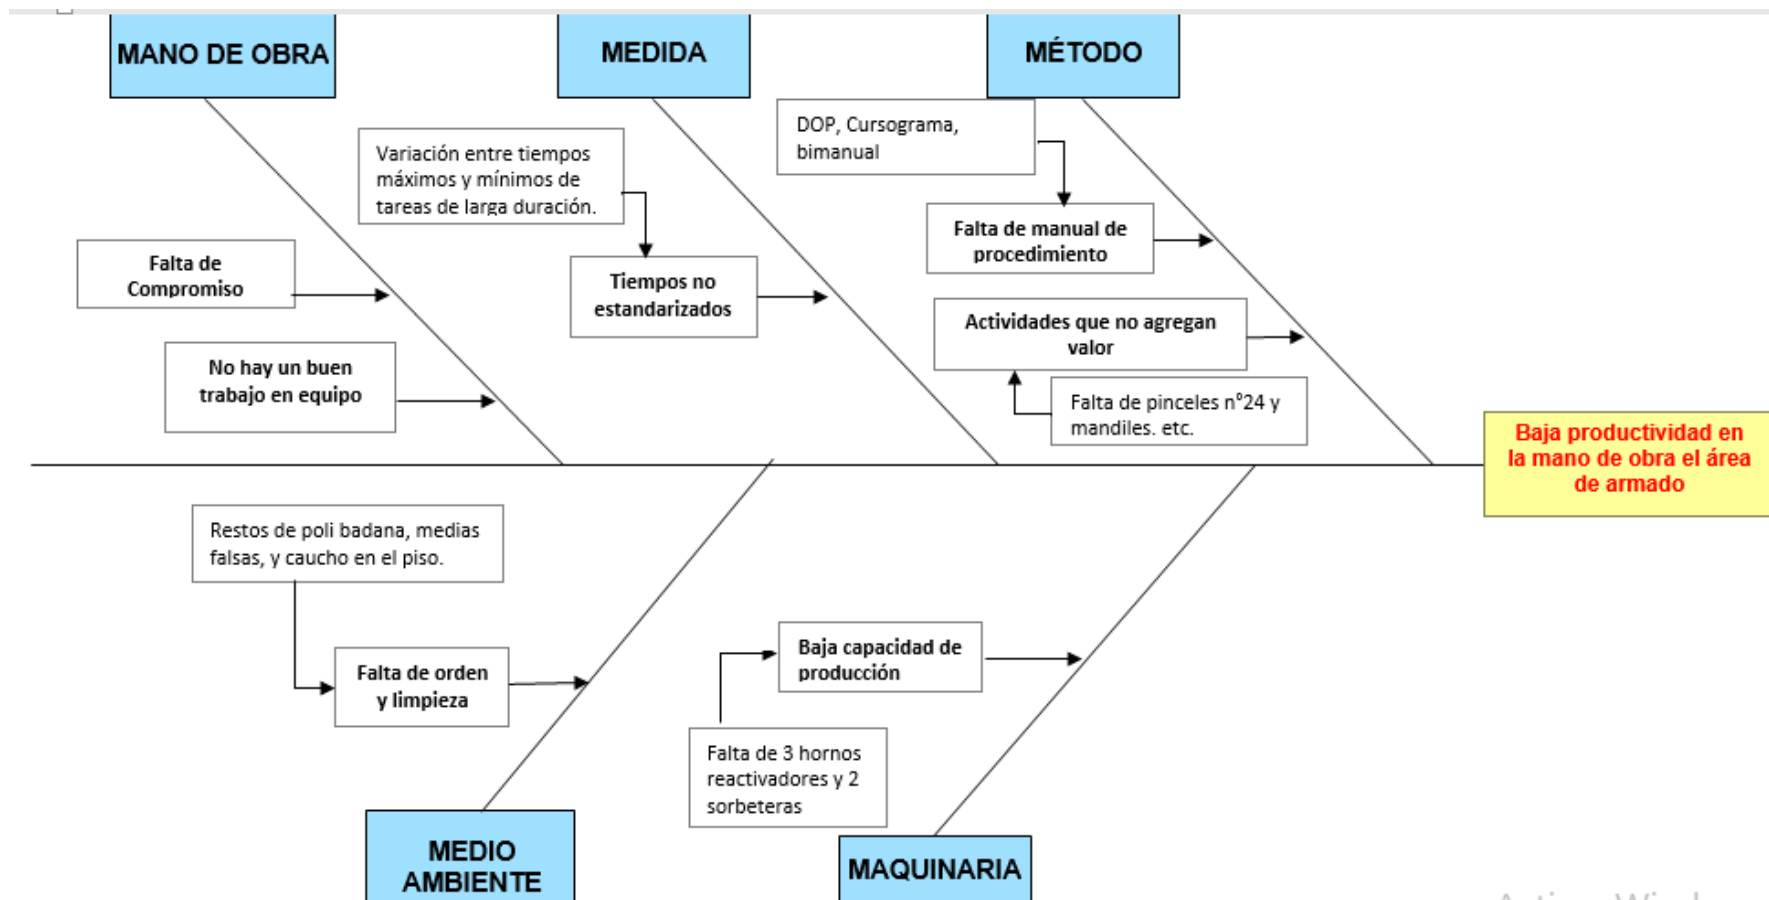 MANO DE OBRA
MEDIDA
MÉTODO
DOP, Cursograma,
bimanual
Variación entre tiempos
máximos y mínimos de
tareas de larga duración.
Falta de manual de
procedimiento
Falta de
Compromiso
Tiempos no
estandarizados
Actividades que no agregan
valor
No hay un buen
trabajo en equipo
Falta de pinceles n°24 y
mandiles. etc.
Baja productividad en
la mano de obra el área
de armado
Restos de poli badana, medias
falsas, y caucho en el piso.
Baja capacidad de
producción
Falta de orden
y limpieza
Falta de 3 hornos
reactivadores y 2
sorbeteras
MEDIO
AMBIENTE
MAQUINARIA